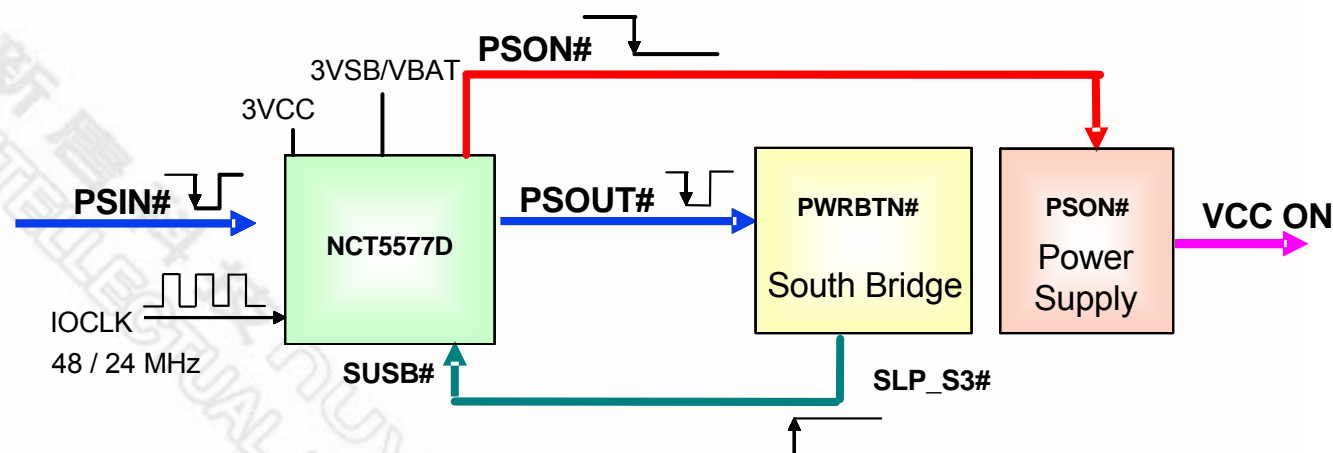 PSON#
3VSB/VBAT
3VCC
PSIN#
NCT5577D
PSOUT#
PWRBTN#
South Bridge
PSON#
Power
Supply
VCC ON
IOCLK
48 / 24 MHz
SUSB#
SLP_S3#